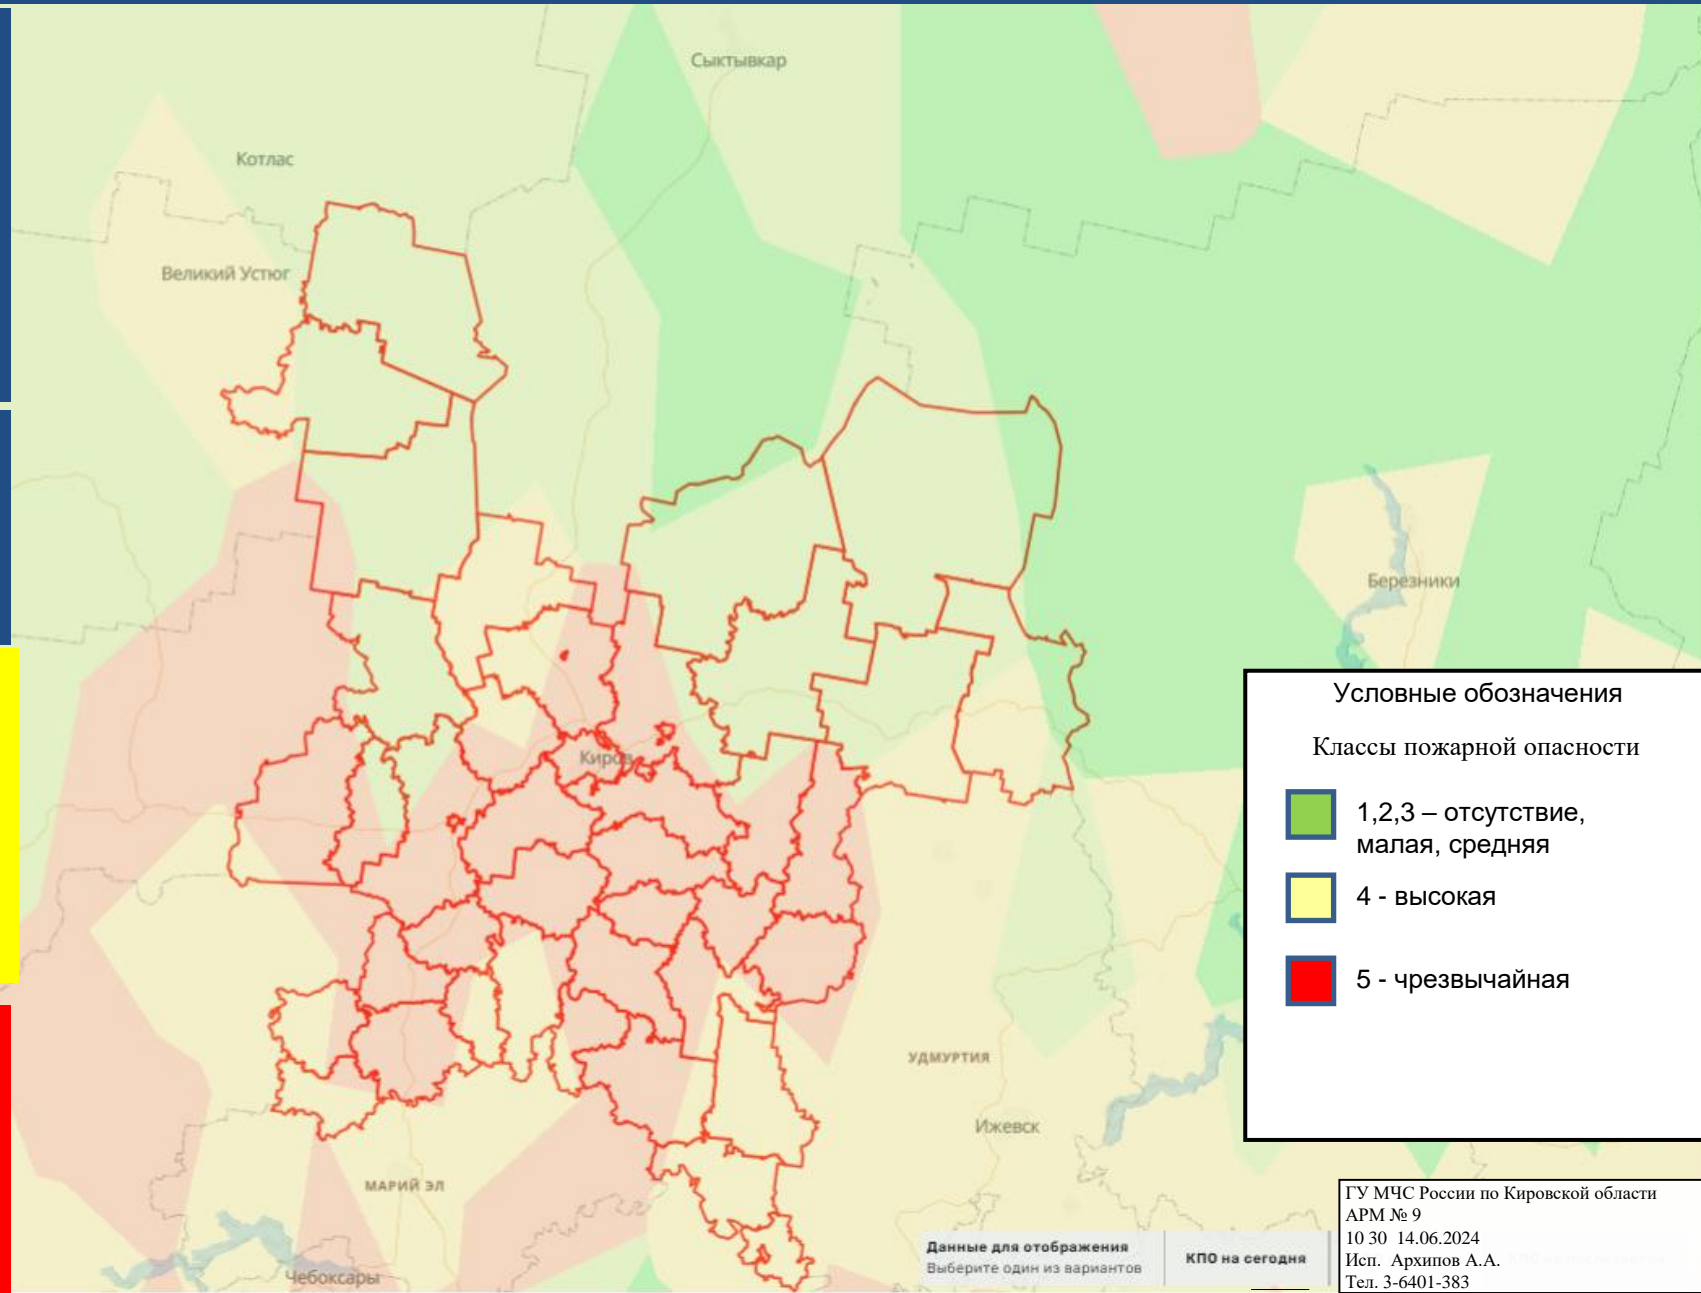 Сыктывкар
Котлас
Великий Устюг
Березники
Киров
УДМУРТИЯ
Ижевск
МАРИЙ ЭЛ
Чебоксары
Условные обозначения
Классы пожарной опасности
1,2,3 – отсутствие,
малая, средняя
4 - высокая
5 - чрезвычайная
Данные для отображения
Выберите один из вариантов
КПО на сегодня
ГУ МЧС России по Кировской области
АРМ № 9
10 30 14.06.2024
Исп. Архипов А.А.
Тел. 3-6401-383